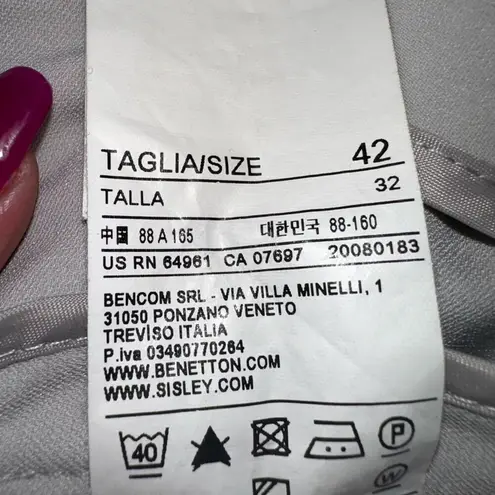 TAGLIA/SIZE 42
TALLA 32
中国 88 A 165 대한민국 88-160
US RN 64961 CA 07697 20080183
BENCOM SRL - VIA VILLA MINELLI, 1
31050 PONZANO VENETO
TREVISO ITALIA
P.iva 03490770264
WWW.BENETTON.COM
WWW.SISLEY.COM
40 P
W